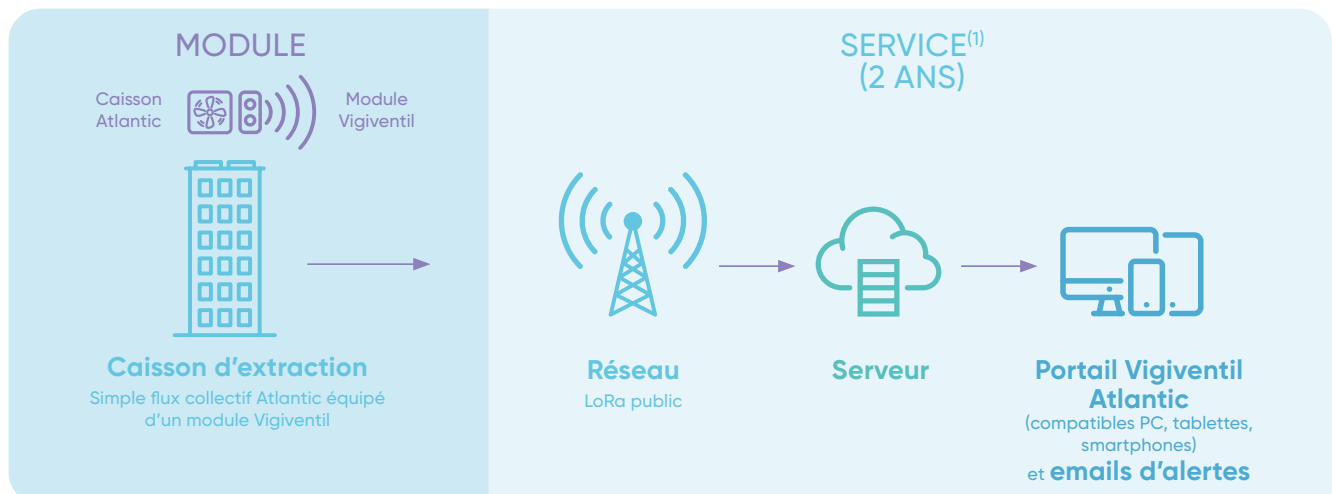 MODULE
Caisson
Atlantic
Module
Vigiventil
Caisson d’extraction
Simple flux collectif Atlantic équipé
d’un module Vigiventil
SERVICE(1)
(2 ANS)
Réseau
LoRa public
Serveur
Portail Vigiventil
Atlantic
(compatibles PC, tablettes,
smartphones)
et emails d’alertes